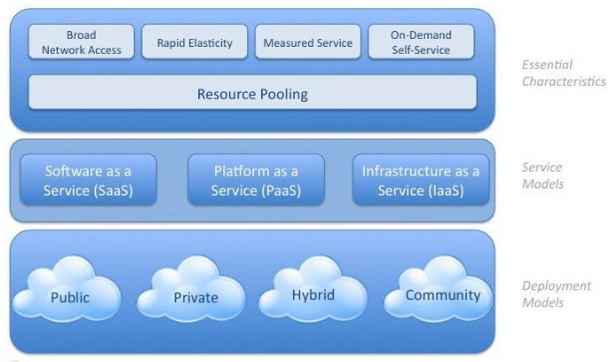 Broad
Network Access
Rapid Elasticity
Measured Service
On-Demand
Self-Service
Resource Pooling
Essential
Characteristics
Software as a
Service (SaaS)
Platform as a
Service (PaaS)
Infrastructure as a
Service (IaaS)
Service
Models
Public
Private
Hybrid
Community
Deployment
Models